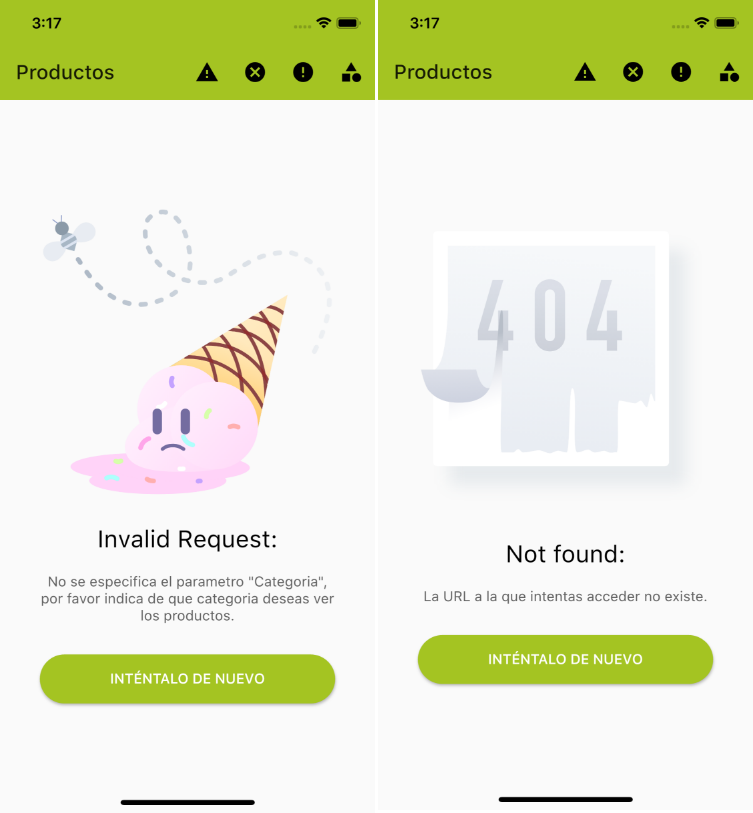 3:17
Productos
Invalid Request:
No se especifica el parametro "Categoria",
por favor indica de que categoria deseas ver
los productos.
INTÉNTALO DE NUEVO
3:17
Productos
404
Not found:
La URL a la que intentas acceder no existe.
INTÉNTALO DE NUEVO